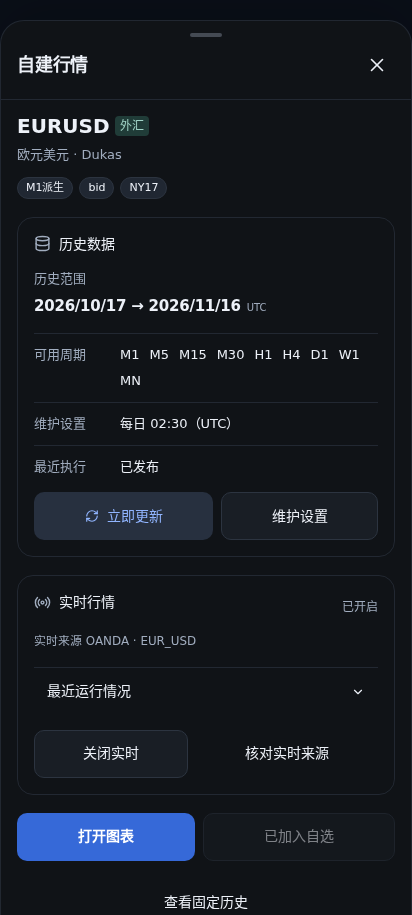 自建行情
EURUSD 外汇
欧元美元 · Dukas
M1派生 bid NY17
历史数据
历史范围
2026/10/17 → 2026/11/16 UTC
可用周期 M1 M5 M15 M30 H1 H4 D1 W1
MN
维护设置 每日 02:30（UTC）
最近执行 已发布
立即更新 维护设置
实时行情 已开启
实时来源 OANDA · EUR_USD
最近运行情况
关闭实时 核对实时来源
打开图表 已加入自选
查看固定历史